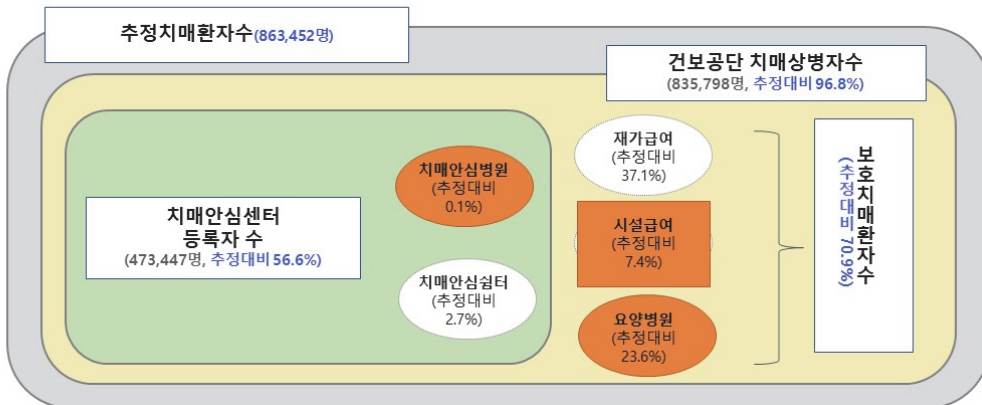 추정치매환자수(863,452명)
건보공단 치매상병자수
(835,798명, 추정대비 96.8%)
치매안심센터
등록자 수
(473,447명, 추정대비 56.6%)
치매안심병원
(추정대비
0.1%)
치매안심쉼터
(추정대비
2.7%)
재가급여
(추정대비
37.1%)
시설급여
(추정대비
7.4%)
요양병원
(추정대비
23.6%)
보호치매환자수
(추정대비 70.9%)